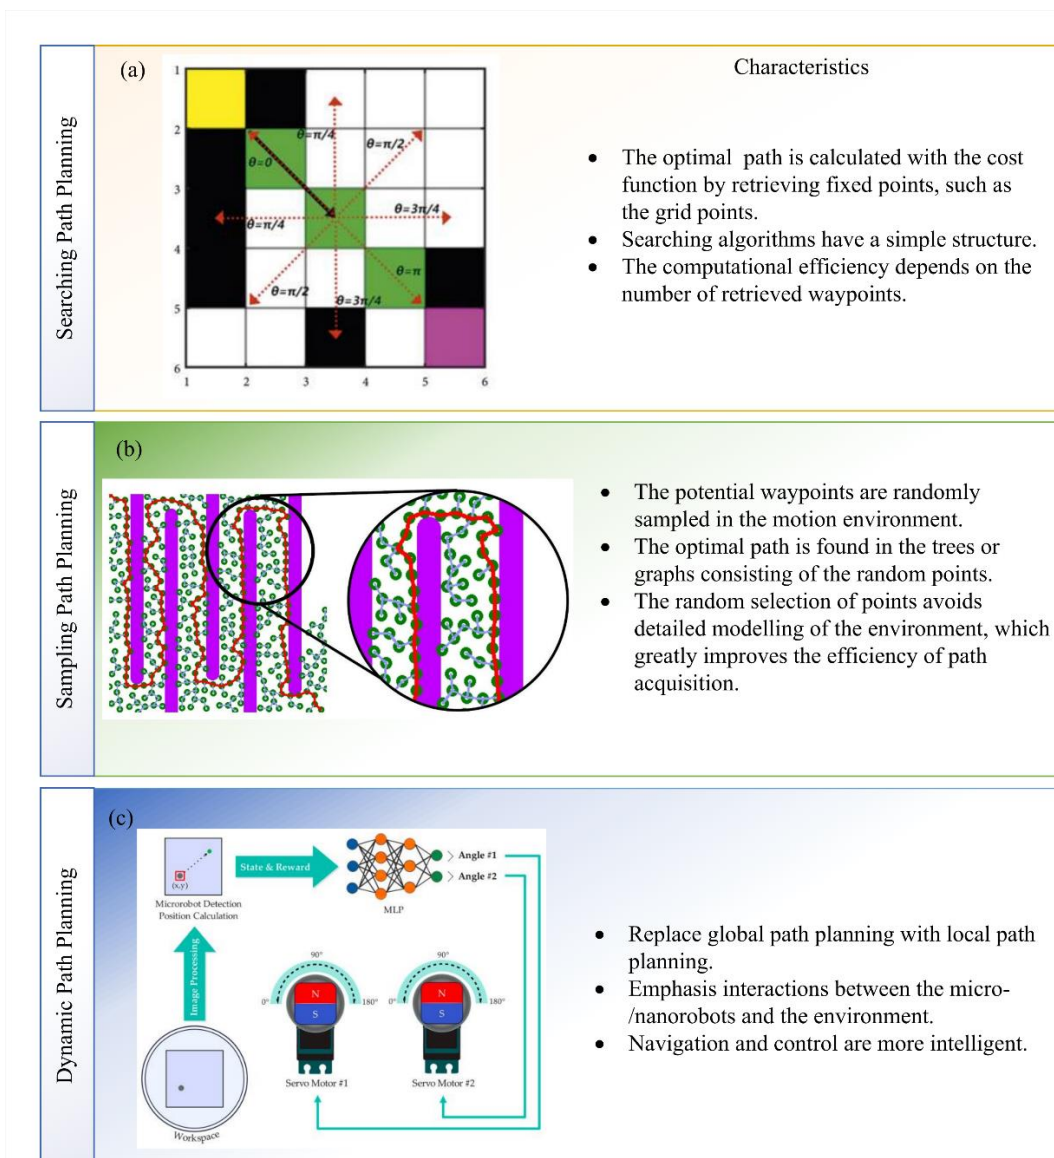 Searching Path Planning
(a)
Characteristics
1
2
3
4
5
6
1
2
3
4
5
6
θ=π/4
θ=π/2
θ=0
θ=3π/4
θ=π/4
θ=π
θ=π/2
θ=3π/4
• The optimal path is calculated with the cost
function by retrieving fixed points, such as
the grid points.
• Searching algorithms have a simple structure.
• The computational efficiency depends on the
number of retrieved waypoints.
Sampling Path Planning
(b)
• The potential waypoints are randomly
sampled in the motion environment.
• The optimal path is found in the trees or
graphs consisting of the random points.
• The random selection of points avoids
detailed modelling of the environment, which
greatly improves the efficiency of path
acquisition.
Dynamic Path Planning
(c)
(x,y)
Microrobot Detection
Position Calculation
State & Reward
MLP
Angle #1
Angle #2
Image Processing
Workspace
0°
90°
180°
N
S
Servo Motor #1
0°
90°
180°
N
S
Servo Motor #2
• Replace global path planning with local path
planning.
• Emphasis interactions between the micro-
/nanorobots and the environment.
• Navigation and control are more intelligent.